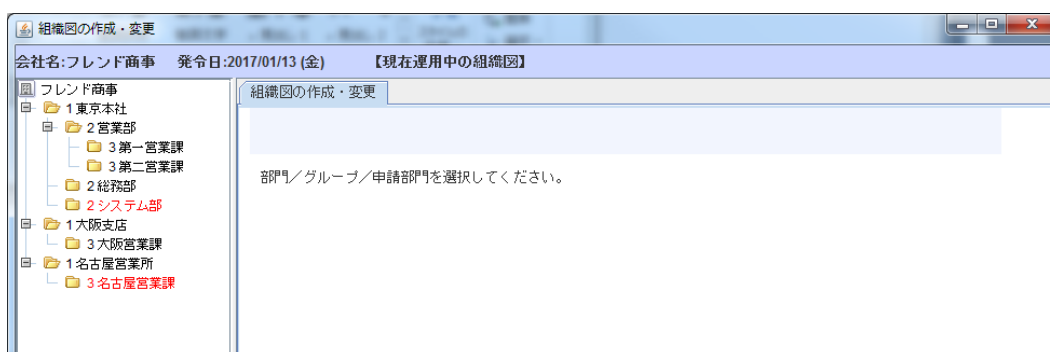 組織図の作成・変更
会社名:フレンド商事 発令日:2017/01/13 (金) 【現在運用中の組織図】
フレンド商事
1 東京本社
2 営業部
3 第一営業課
3 第二営業課
2 総務部
2 システム部
1 大阪支店
3 大阪営業課
1 名古屋営業所
3 名古屋営業課
組織図の作成・変更
部門/グループ/申請部門を選択してください。